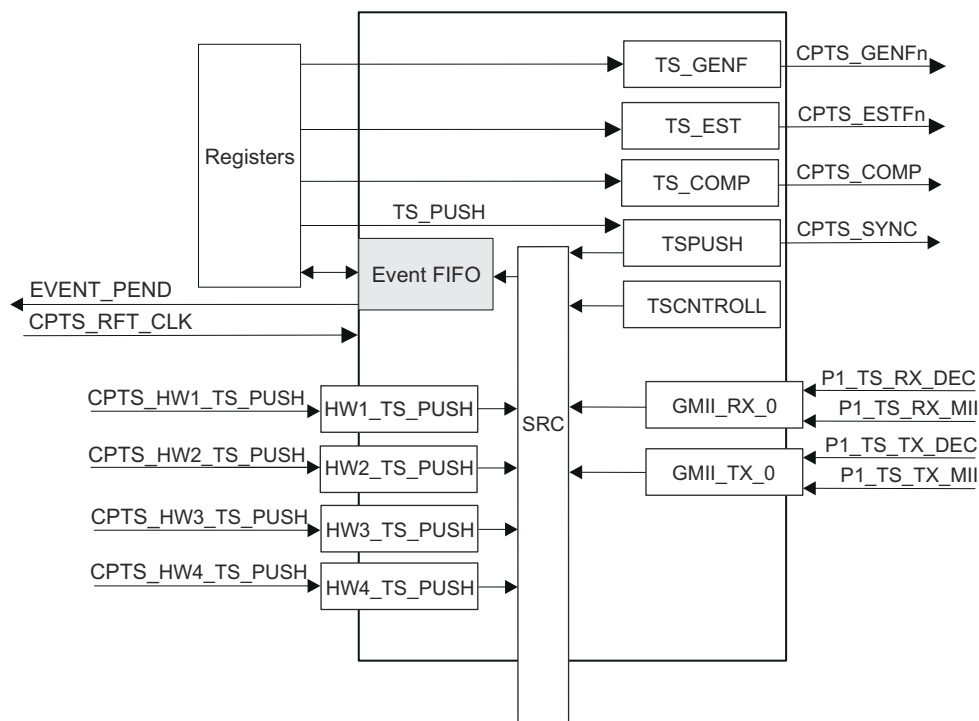 TS_GENF
CPTS_GENFn
TS_EST
CPTS_ESTFn
Registers
TS_COMP
CPTS_COMP
TS_PUSH
TSPUSH
CPTS_SYNC
Event FIFO
EVENT_PEND
TSCNTROLL
CPTS_RFT_CLK
CPTS_HW1_TS_PUSH
HW1_TS_PUSH
SRC
GMII_RX_0
P1_TS_RX_DEC
P1_TS_RX_MII
CPTS_HW2_TS_PUSH
HW2_TS_PUSH
GMII_TX_0
P1_TS_TX_DEC
P1_TS_TX_MII
CPTS_HW3_TS_PUSH
HW3_TS_PUSH
CPTS_HW4_TS_PUSH
HW4_TS_PUSH